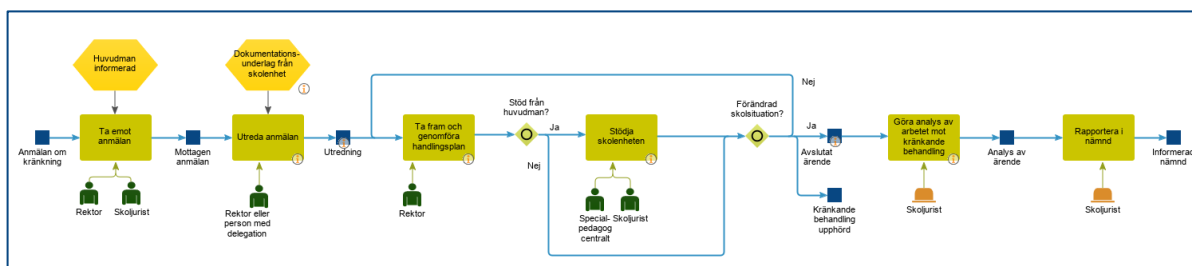 Huvudman
informerad
Dokumentations-
underlag från
skolenhet
Nej
Stöd från
huvudman?
Förändrad
skolsituation?
Ta emot
anmälan
Utreda anmälan
Ta fram och
genomföra
handlingsplan
Ja
Stödja
skolenheten
Ja
Göra analys av
arbetet mot
kränkande
behandling
Rapportera i
nämnd
Anmälan om
kränkning
Mottagen
anmälan
Utredning
Nej
Avslutat
ärende
Analys av
ärende
Informerad
nämnd
Rektor
Skoljurist
Rektor eller
person med
delegation
Rektor
Special-
pedagog
centralt
Skoljurist
Kränkande
behandling
upphörd
Skoljurist
Skoljurist